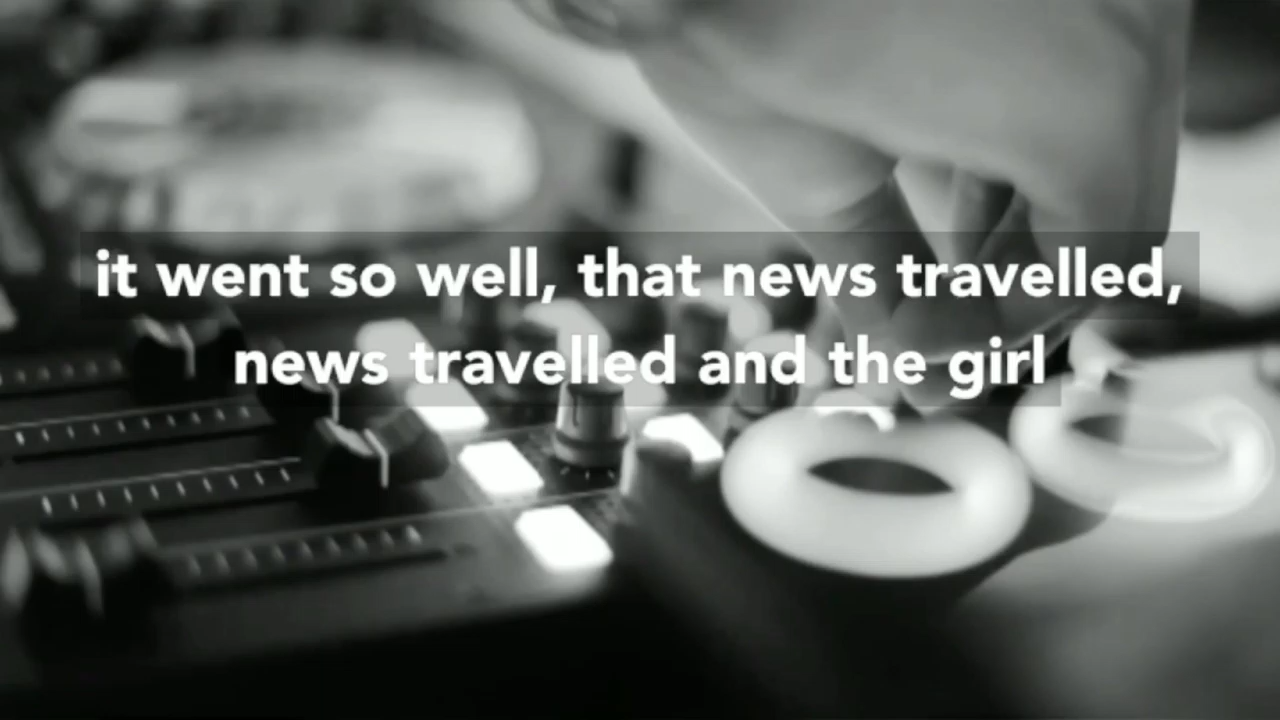 it went so well, that news travelled,
news travelled and the girl